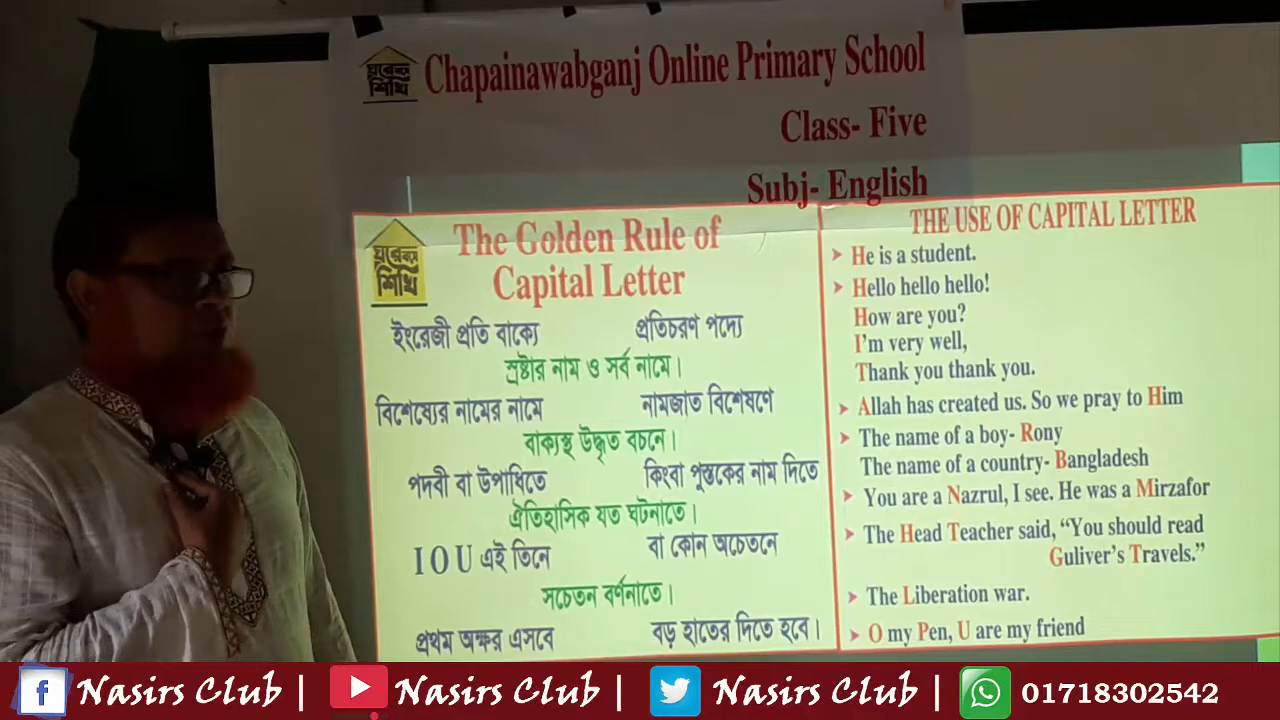 ঘরে বসে
শিখি
Chapainawabganj Online Primary School
Class- Five
Subj- English
ঘরে বসে
শিখি
The Golden Rule of
Capital Letter
ইংরেজী প্রতি বাক্যে প্রতিচরণ পদ্যে
স্রষ্টার নাম ও সর্ব নামে।
বিশেষ্যের নামের নামে নামজাত বিশেষণে
বাক্যস্থ উদ্ধৃত বচনে।
পদবী বা উপাধিতে কিংবা পুস্তকের নাম দিতে
ঐতিহাসিক যত ঘটনাতে।
I O U এই তিনে বা কোন অচেতনে
সচেতন বর্ণনাতে।
প্রথম অক্ষর এসবে বড় হাতের দিতে হবে।
THE USE OF CAPITAL LETTER
He is a student.
Hello hello hello!
How are you?
I'm very well,
Thank you thank you.
Allah has created us. So we pray to Him
The name of a boy- Rony
The name of a country- Bangladesh
You are a Nazrul, I see. He was a Mirzafor
The Head Teacher said, “You should read
Guliver's Travels.”
The Liberation war.
O my Pen, U are my friend
f Nasirs Club | Nasirs Club | Nasirs Club | 01718302542